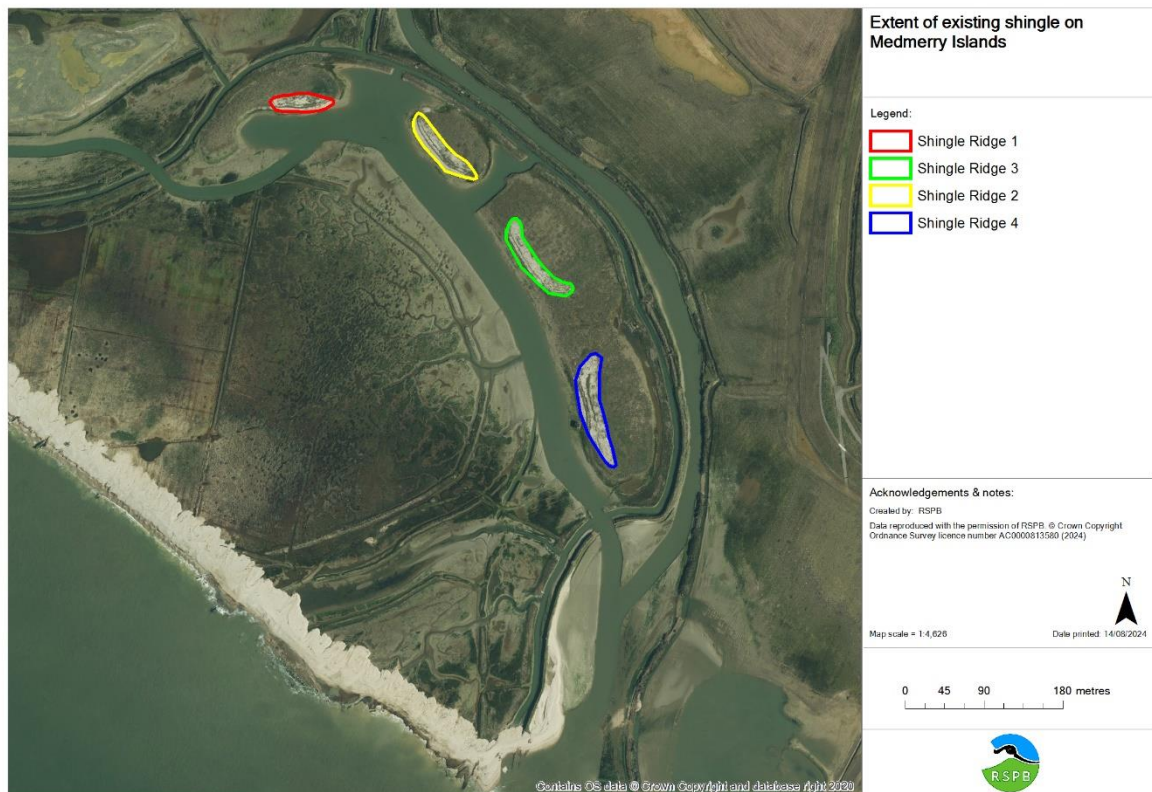 Extent of existing shingle on
Medmerry Islands
Legend:
Shingle Ridge 1
Shingle Ridge 3
Shingle Ridge 2
Shingle Ridge 4
Acknowledgements & notes:
Created by: RSPB
Data reproduced with the permission of RSPB. © Crown Copyright
Ordnance Survey licence number AC0000813580 (2024)
N
Map scale = 1:4,626
Date printed: 14/08/2024
0 45 90 180 metres
RSPB
Contains OS data © Crown Copyright and database right 2020